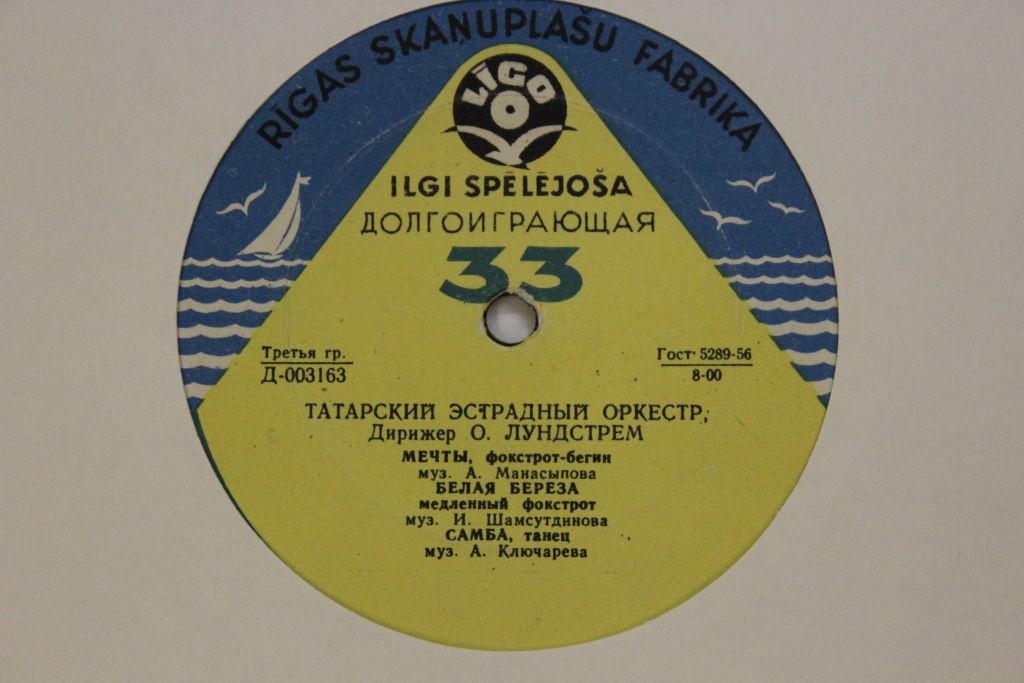 RĪGAS SKAŅUPLAŠU FABRIKA
LĪGO
ILGI SPĒLĒJOŠA
ДОЛГОИГРАЮЩАЯ
33
Третья гр.
Д-003163
Гост 5289-56
8-00
ТАТАРСКИЙ ЭСТРАДНЫЙ ОРКЕСТР,
Дирижер О. ЛУНДСТРЕМ
МЕЧТЫ, фокстрот-бегин
муз. А. Манасыпова
БЕЛАЯ БЕРЕЗА
медленный фокстрот
муз. И. Шамсутдинова
САМБА, танец
муз. А. Ключарева